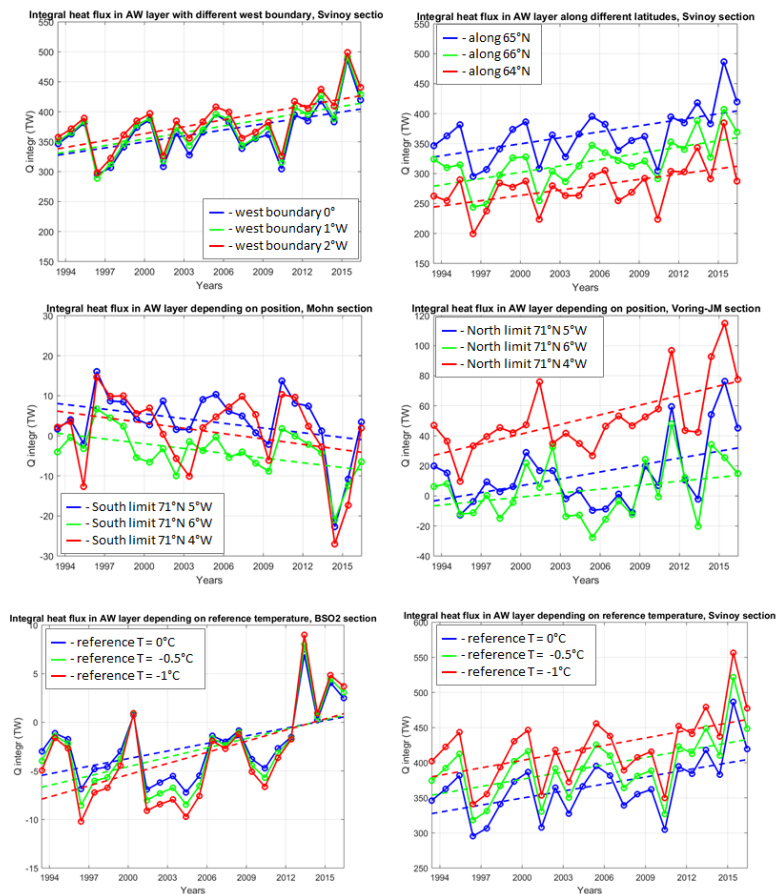 Integral heat flux in AW layer with different west boundary, Svinoy section
550
500
450
400
350
300
250
200
150
Q integr (TW)
- west boundary 0°
- west boundary 1°W
- west boundary 2°W
1994 1997 2000 2003 2006 2009 2012 2015
Years
Integral heat flux in AW layer along different latitudes, Svinoy section
550
500
450
400
350
300
250
200
150
Q integr (TW)
- along 65°N
- along 66°N
- along 64°N
1994 1997 2000 2003 2006 2009 2012 2015
Years
Integral heat flux in AW layer depending on position, Mohn section
30
20
10
0
-10
-20
-30
Q integr (TW)
- South limit 71°N 5°W
- South limit 71°N 6°W
- South limit 71°N 4°W
1994 1997 2000 2003 2006 2009 2012 2015
Years
Integral heat flux in AW layer depending on position, Voring-JM section
120
100
80
60
40
20
0
-20
-40
Q integr (TW)
- North limit 71°N 5°W
- North limit 71°N 6°W
- North limit 71°N 4°W
1994 1997 2000 2003 2006 2009 2012 2015
Years
Integral heat flux in AW layer depending on reference temperature, BSO2 section
10
5
0
-5
-10
-15
Q integr (TW)
- reference T = 0°C
- reference T = -0.5°C
- reference T = -1°C
1994 1997 2000 2003 2006 2009 2012 2015
Years
Integral heat flux in AW layer depending on reference temperature, Svinoy section
600
550
500
450
400
350
300
250
Q integr (TW)
- reference T = 0°C
- reference T = -0.5°C
- reference T = -1°C
1994 1997 2000 2003 2006 2009 2012 2015
Years